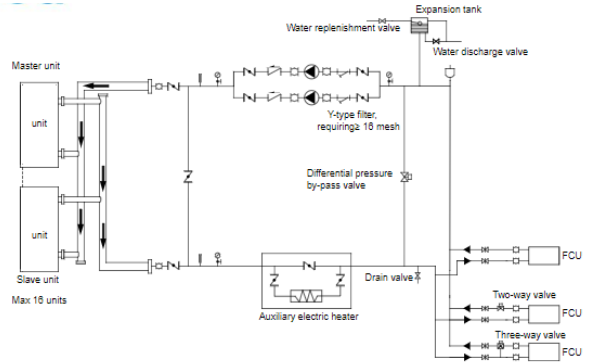 Expansion tank
Water replenishment valve
Water discharge valve
Master unit
unit
Y-type filter,
requiring≥ 16 mesh
Differential pressure
by-pass valve
unit
Slave unit
Max 16 units
Drain valve
Auxiliary electric heater
FCU
Two-way valve
FCU
Three-way valve
FCU